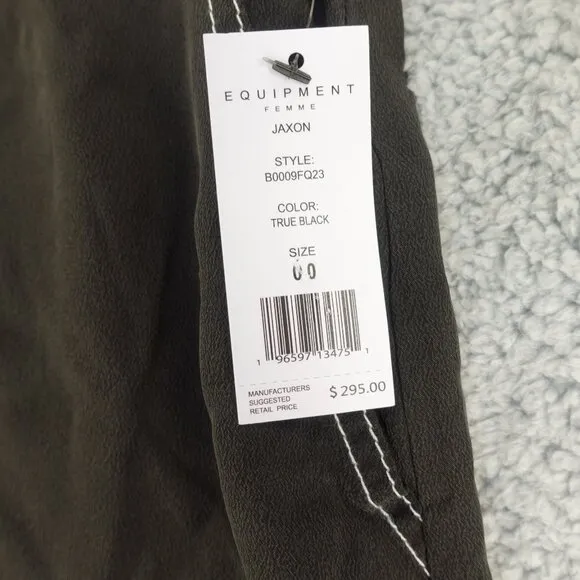 EQUIPMENT
FEMME
JAXON
STYLE:
B0009FQ23
COLOR:
TRUE BLACK
SIZE
00
1 96597 13475 1
MANUFACTURERS
SUGGESTED
RETAIL PRICE
$295.00